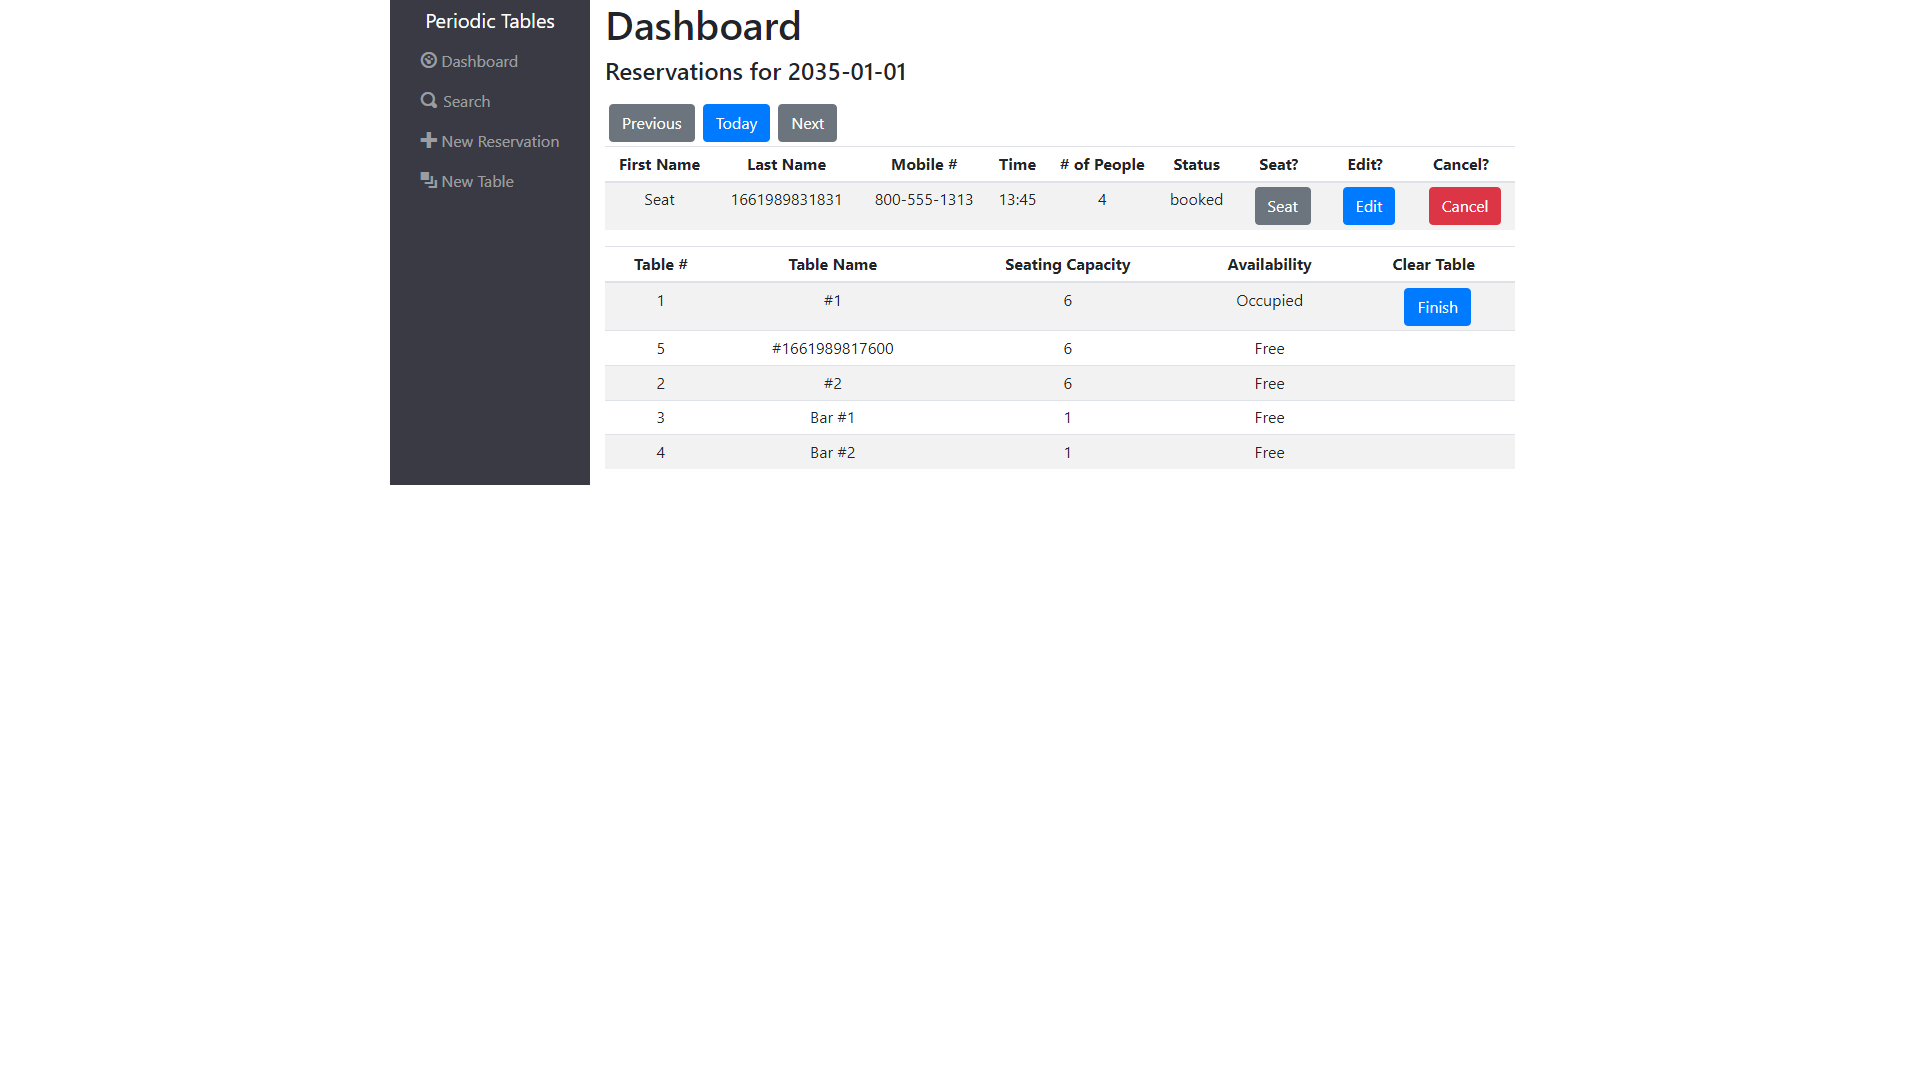 Periodic Tables
Dashboard
Search
New Reservation
New Table
Dashboard
Reservations for 2035-01-01
Previous Today Next
First Name Last Name Mobile # Time # of People Status Seat? Edit? Cancel?
Seat 1661989831831 800-555-1313 13:45 4 booked Seat Edit Cancel
Table # Table Name Seating Capacity Availability Clear Table
1 #1 6 Occupied Finish
5 #1661989817600 6 Free
2 #2 6 Free
3 Bar #1 1 Free
4 Bar #2 1 Free